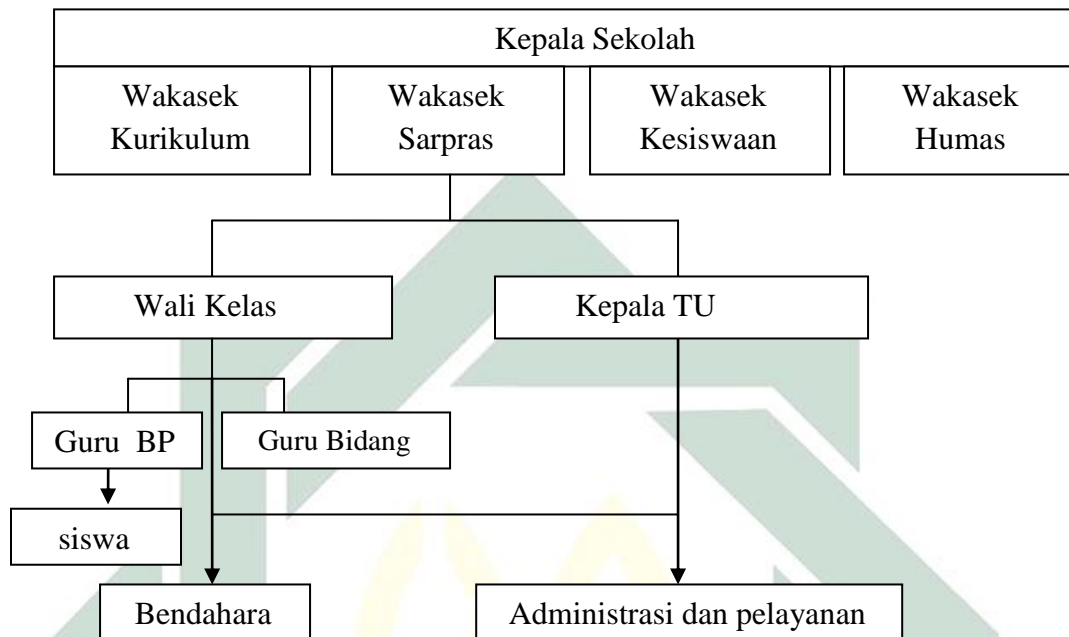 Kepala Sekolah
Wakasek
Kurikulum
Wakasek
Sarpras
Wakasek
Kesiswaan
Wakasek
Humas
Wali Kelas
Kepala TU
Guru BP
Guru Bidang
siswa
Bendahara
Administrasi dan pelayanan